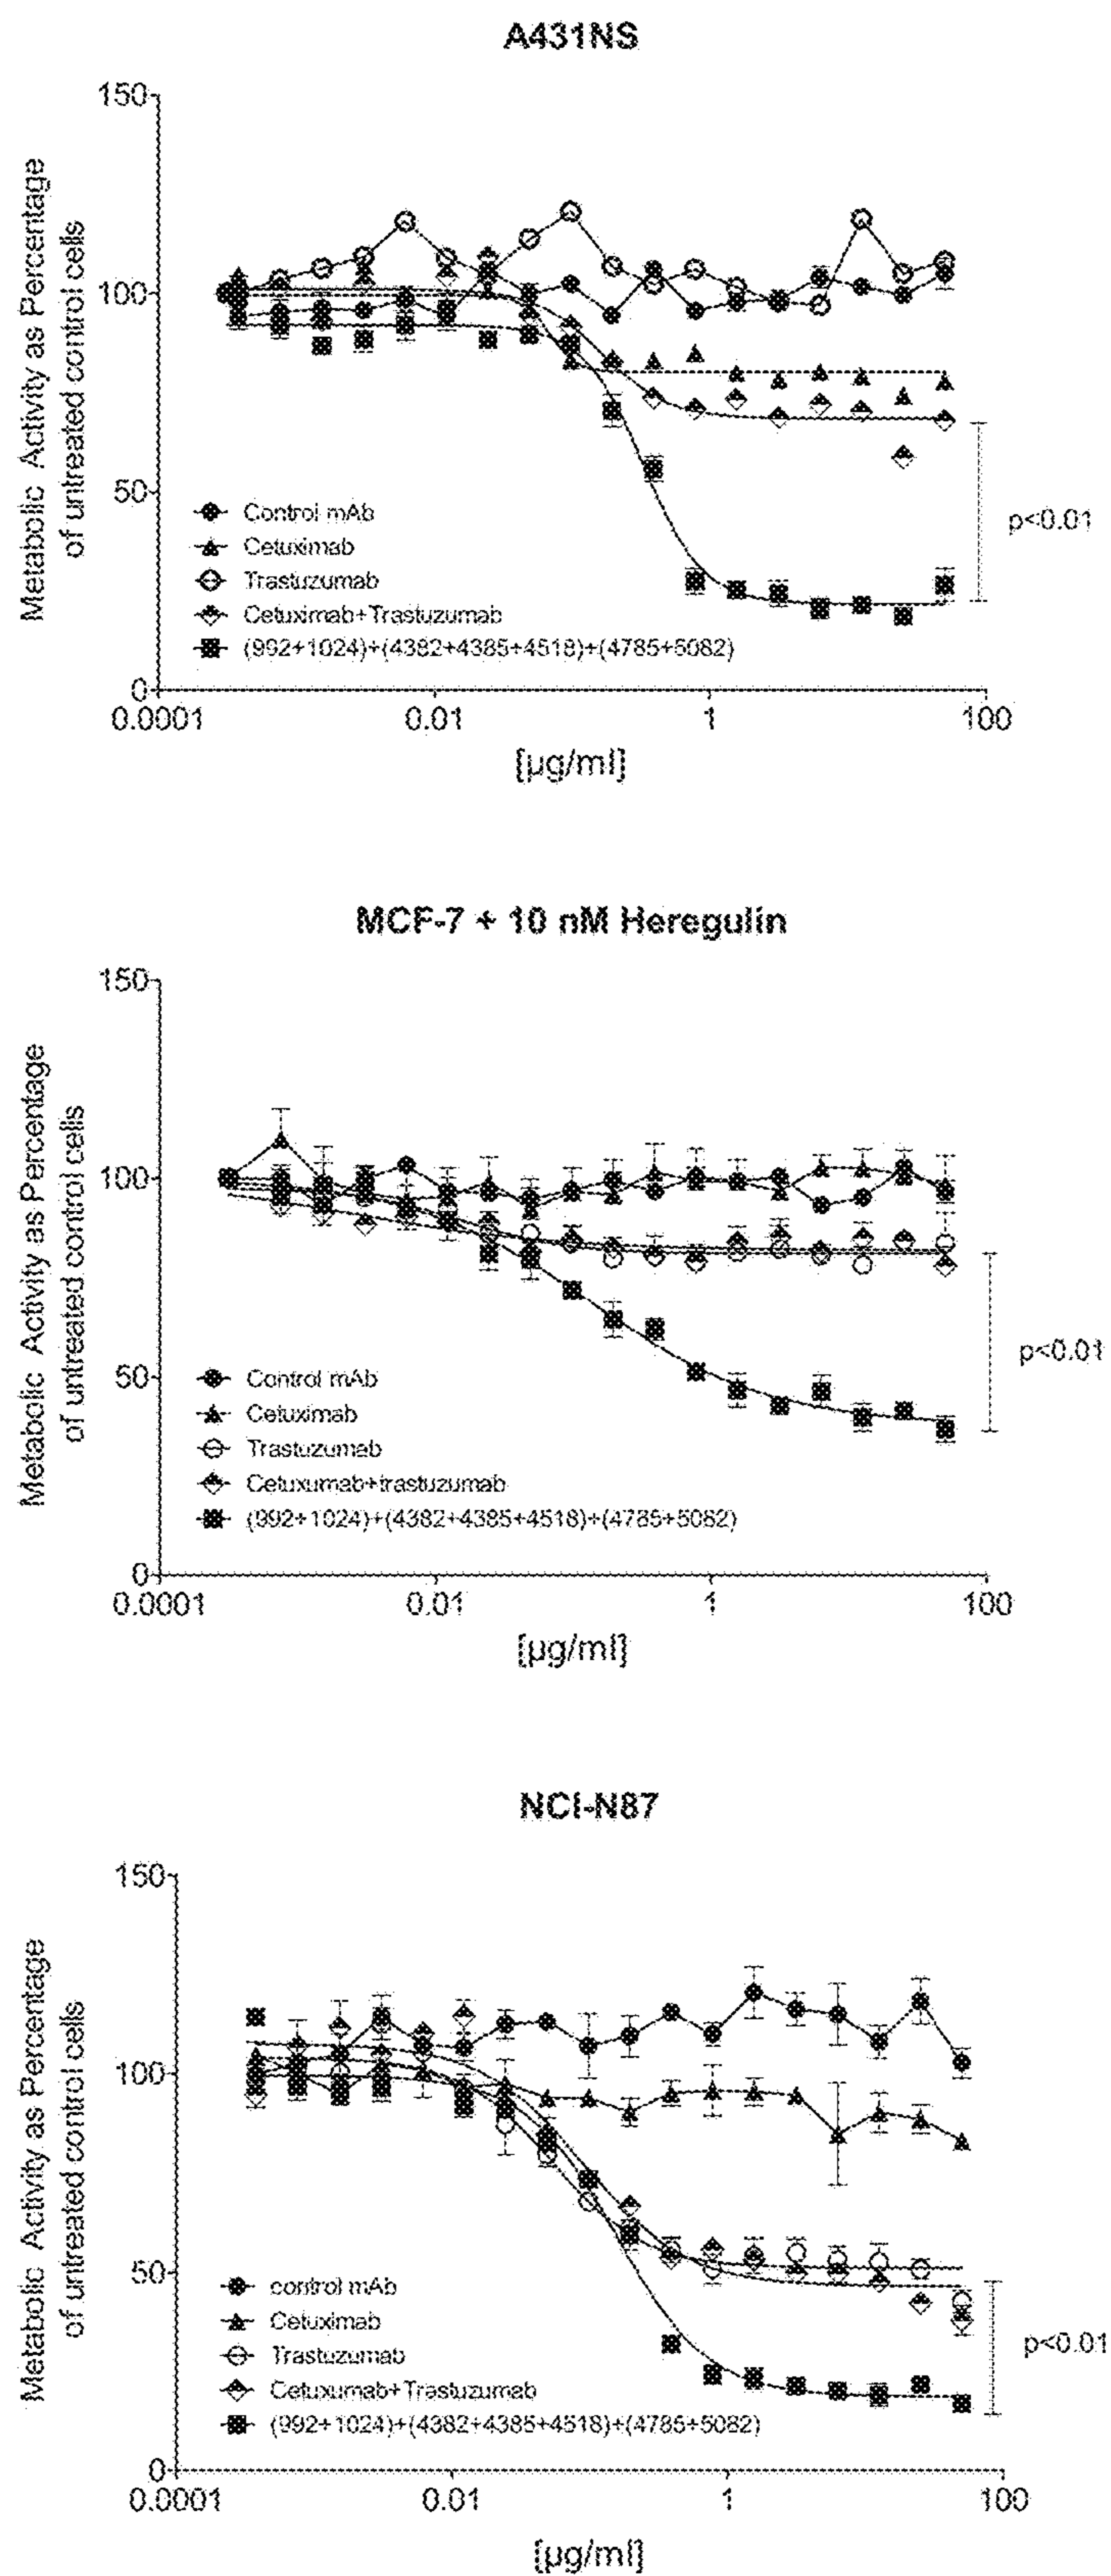 A431NS
150
100
50
0
Metabolic Activity as Percentage
of untreated control cells
Control mAb
Cetuximab
Trastuzumab
Cetuximab+Trastuzumab
(992+1024)+(4382+4385+4518)+(4785+5082)
p<0.01
0.0001 0.01 1 100
[µg/ml]
MCF-7 + 10 nM Heregulin
150
100
50
0
Metabolic Activity as Percentage
of untreated control cells
Control mAb
Cetuximab
Trastuzumab
Cetuxumab+trastuzumab
(992+1024)+(4382+4385+4518)+(4785+5082)
p<0.01
0.0001 0.01 1 100
[µg/ml]
NCI-N87
150
100
50
0
Metabolic Activity as Percentage
of untreated control cells
control mAb
Cetuximab
Trastuzumab
Cetuxumab+Trastuzumab
(992+1024)+(4382+4385+4518)+(4785+5082)
p<0.01
0.0001 0.01 1 100
[µg/ml]